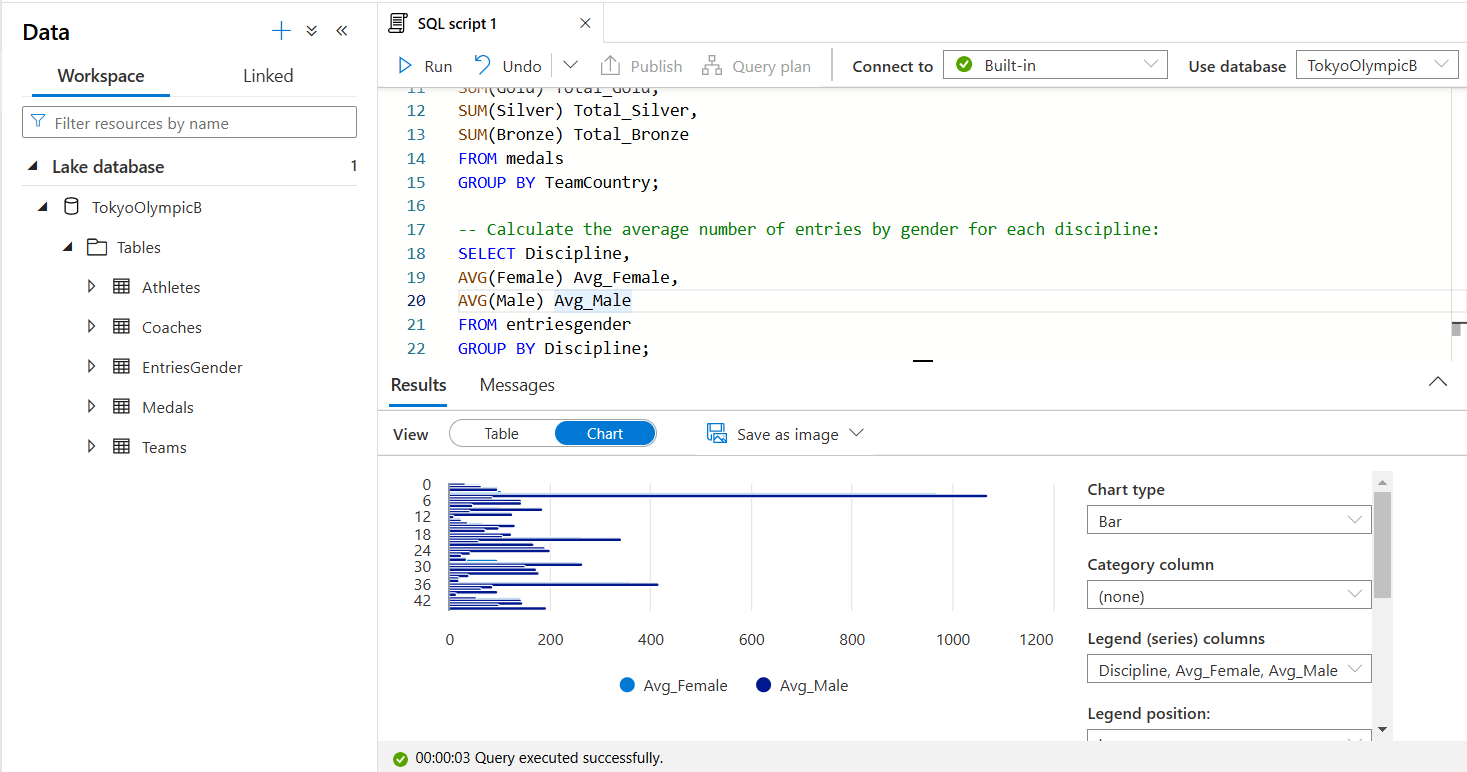 Data
Workspace Linked
Filter resources by name
Lake database 1
TokyoOlympicB
Tables
Athletes
Coaches
EntriesGender
Medals
Teams
SQL script 1
Run Undo Publish Query plan Connect to Built-in Use database TokyoOlympicB
11 SUM(Gold) Total_Gold,
12 SUM(Silver) Total_Silver,
13 SUM(Bronze) Total_Bronze
14 FROM medals
15 GROUP BY TeamCountry;
16
17 -- Calculate the average number of entries by gender for each discipline:
18 SELECT Discipline,
19 AVG(Female) Avg_Female,
20 AVG(Male) Avg_Male
21 FROM entriesgender
22 GROUP BY Discipline;
Results Messages
View Table Chart Save as image
0
6
12
18
24
30
36
42
0 200 400 600 800 1000 1200
Avg_Female Avg_Male
Chart type
Bar
Category column
(none)
Legend (series) columns
Discipline, Avg_Female, Avg_Male
Legend position:
00:00:03 Query executed successfully.